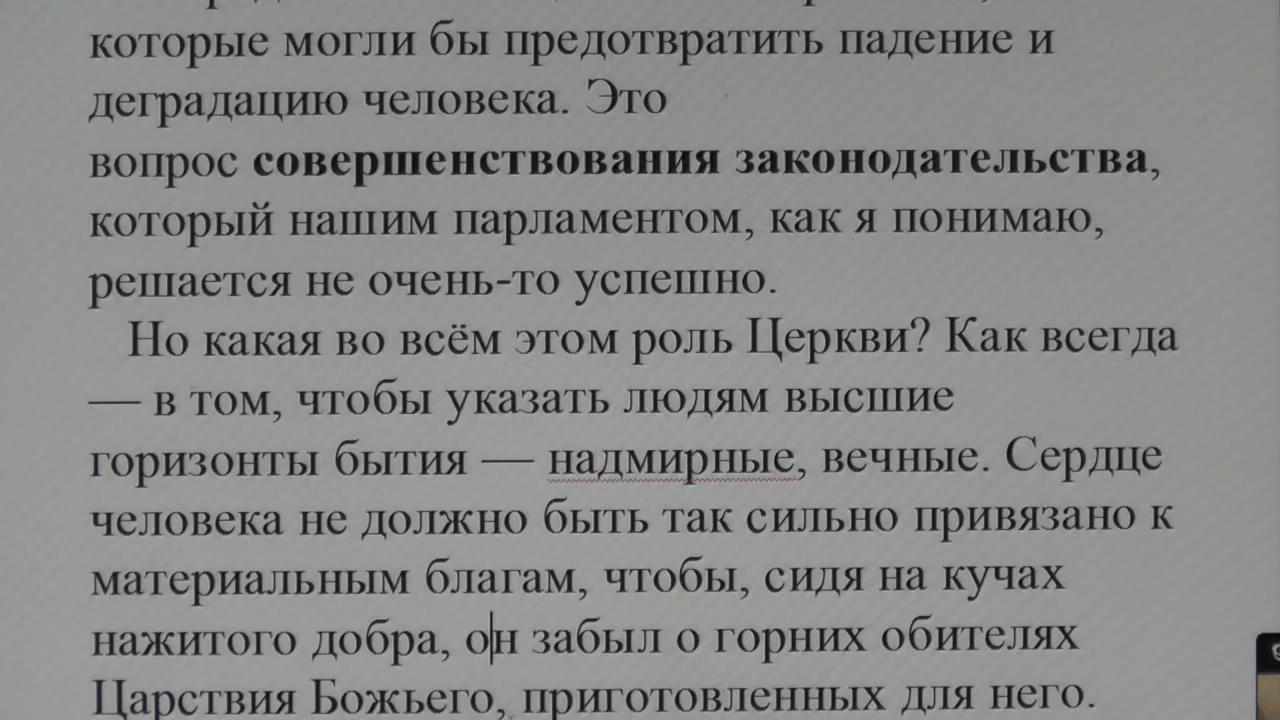 которые могли бы предотвратить падение и
деградацию человека. Это
вопрос совершенствования законодательства,
который нашим парламентом, как я понимаю,
решается не очень-то успешно.
Но какая во всём этом роль Церкви? Как всегда
— в том, чтобы указать людям высшие
горизонты бытия — надмирные, вечные. Сердце
человека не должно быть так сильно привязано к
материальным благам, чтобы, сидя на кучах
нажитого добра, он забыл о горних обителях
Царствия Божьего, приготовленных для него.